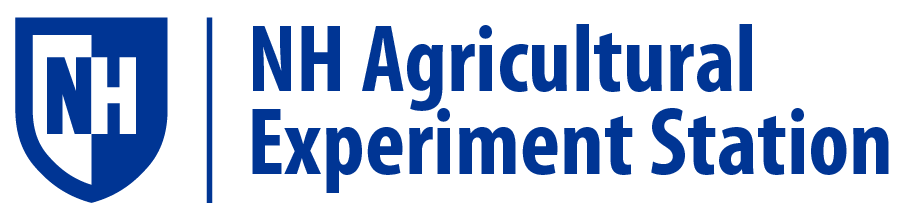 NH
NH Agricultural
Experiment Station